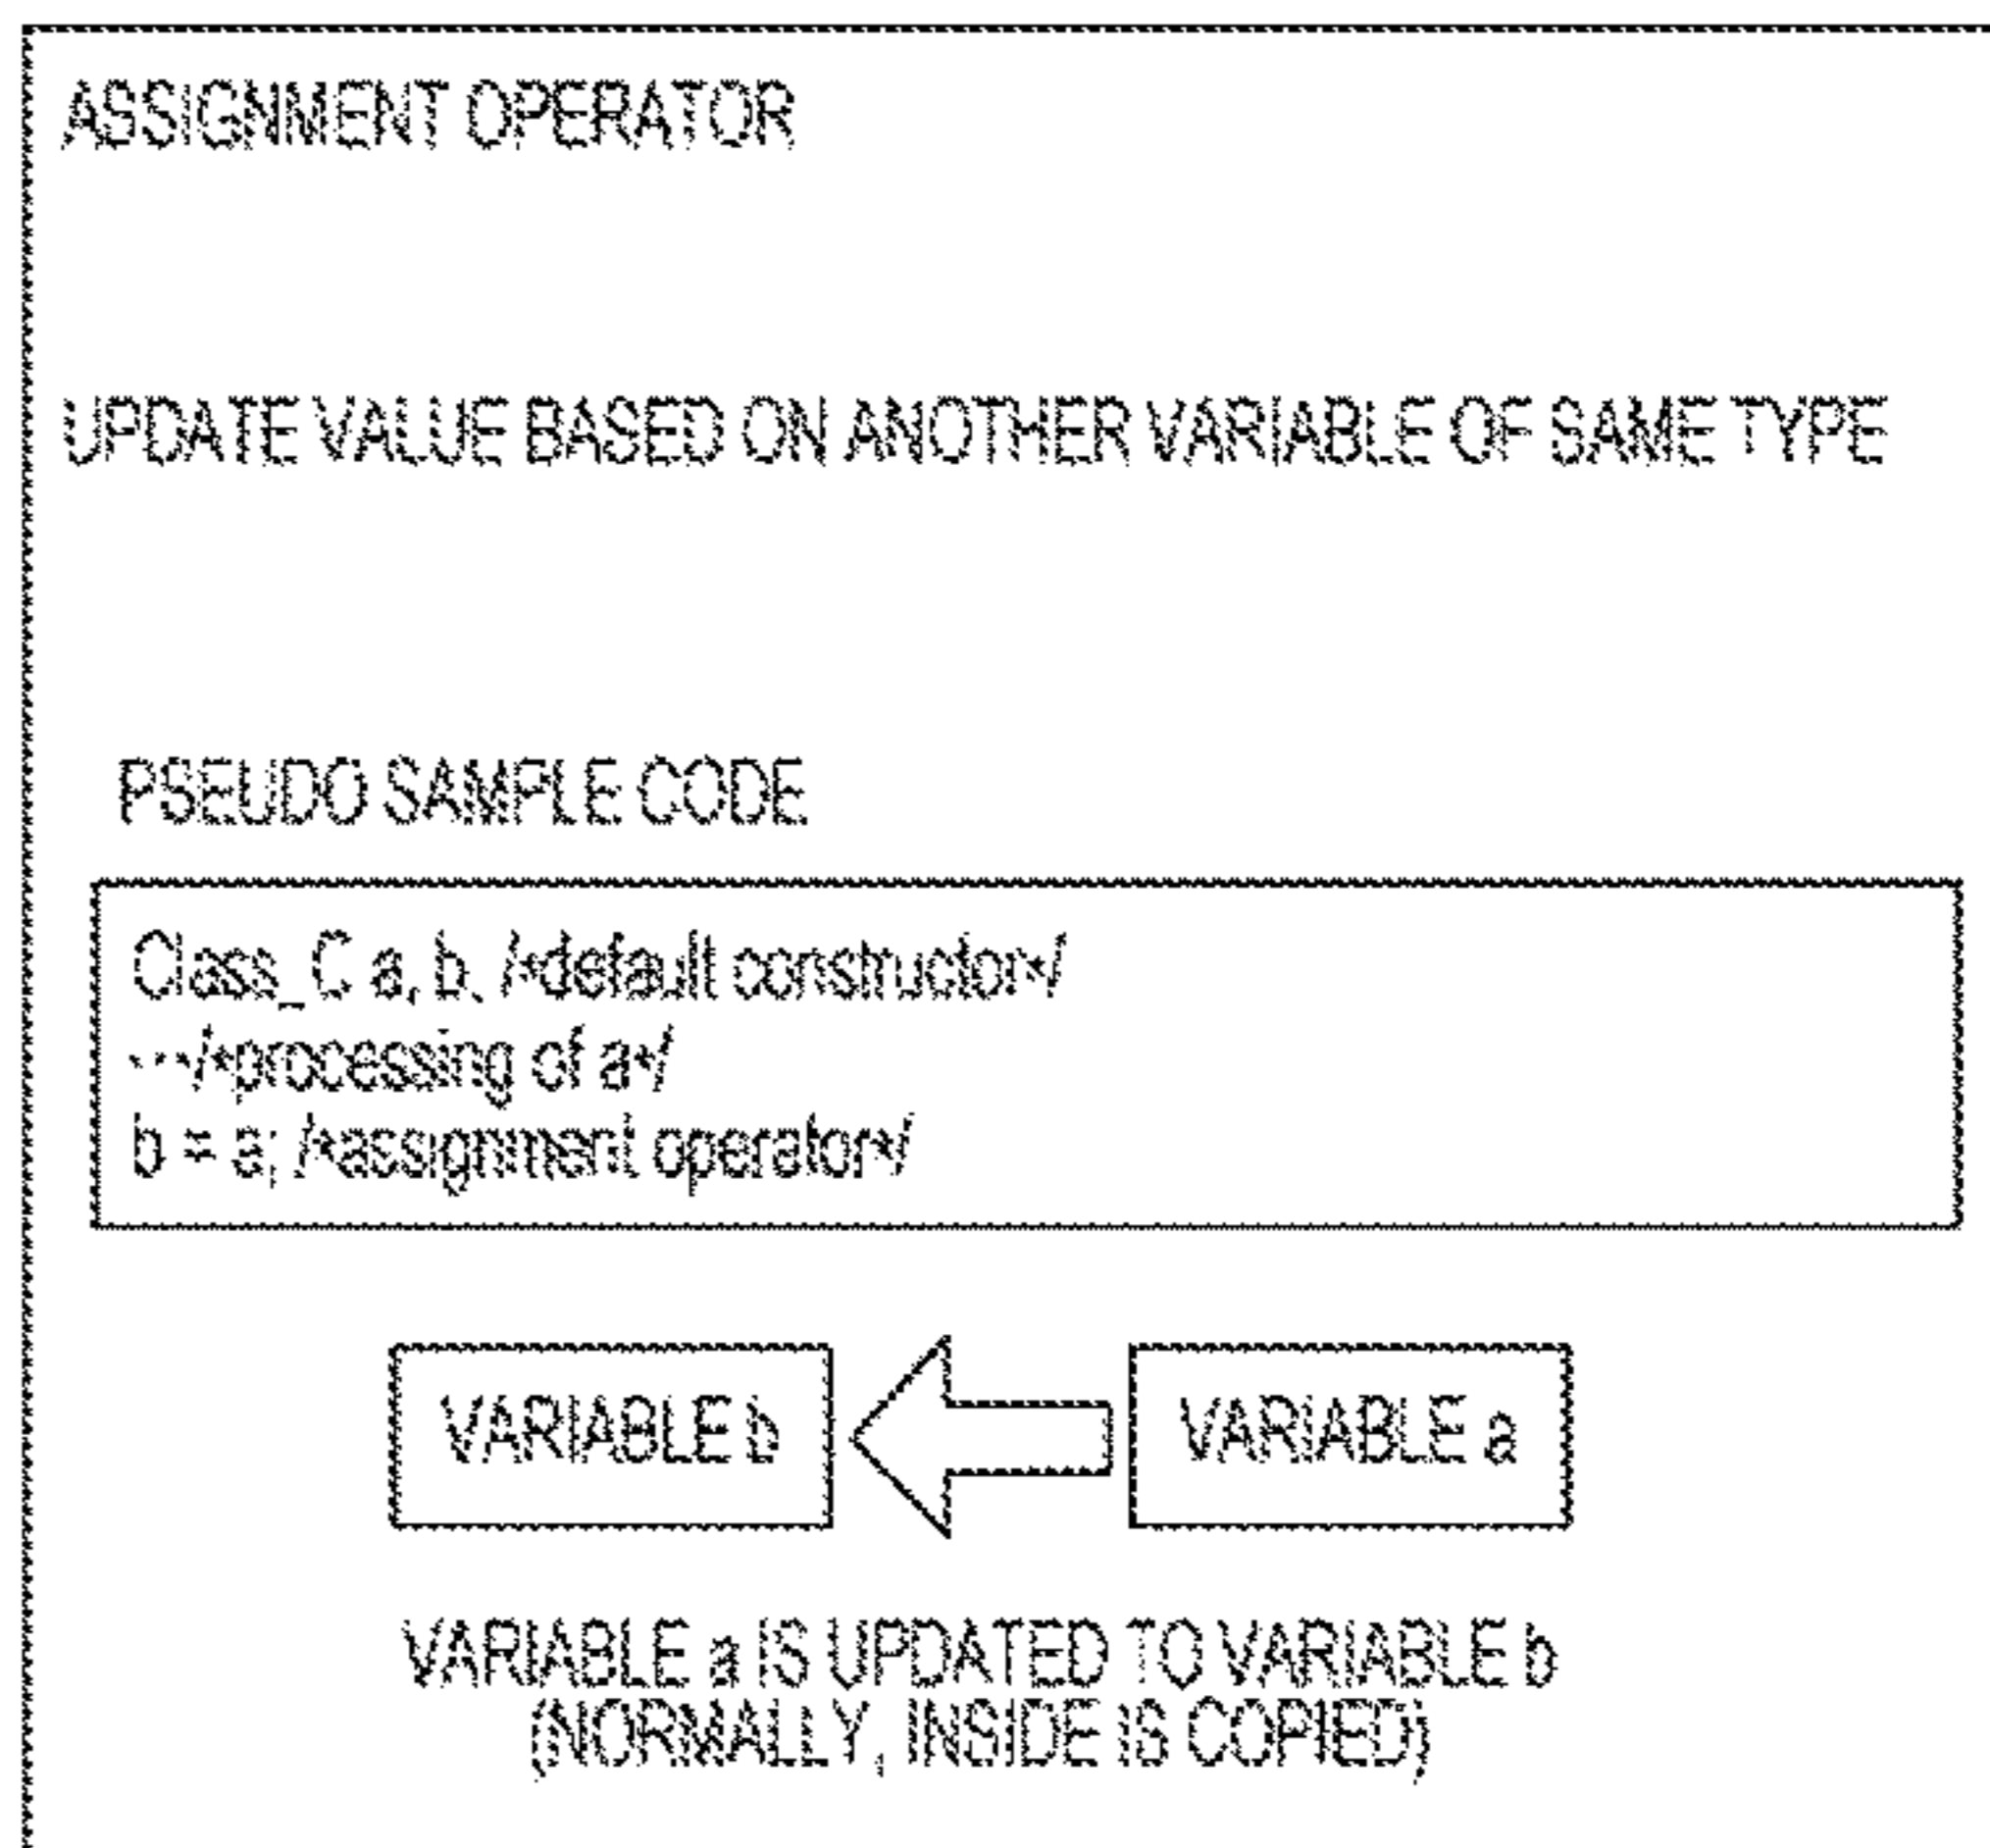 ASSIGNMENT OPERATOR
UPDATE VALUE BASED ON ANOTHER VARIABLE OF SAME TYPE
PSEUDO SAMPLE CODE
Class_C a, b, /*default constructor*/
···/*processing of a*/
b = a; /*assignment operator*/
VARIABLE b
VARIABLE a
VARIABLE a IS UPDATED TO VARIABLE b
(NORMALLY, INSIDE IS COPIED)